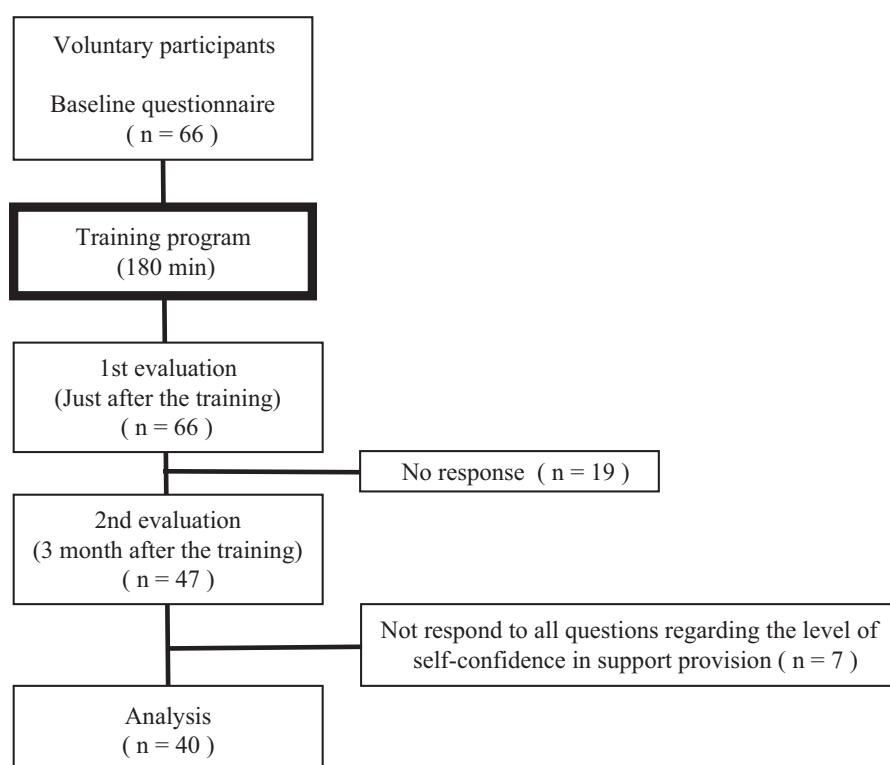 Voluntary participants
Baseline questionnaire
( n = 66 )
Training program
(180 min)
1st evaluation
(Just after the training)
( n = 66 )
No response ( n = 19 )
2nd evaluation
(3 month after the training)
( n = 47 )
Not respond to all questions regarding the level of
self-confidence in support provision ( n = 7 )
Analysis
( n = 40 )